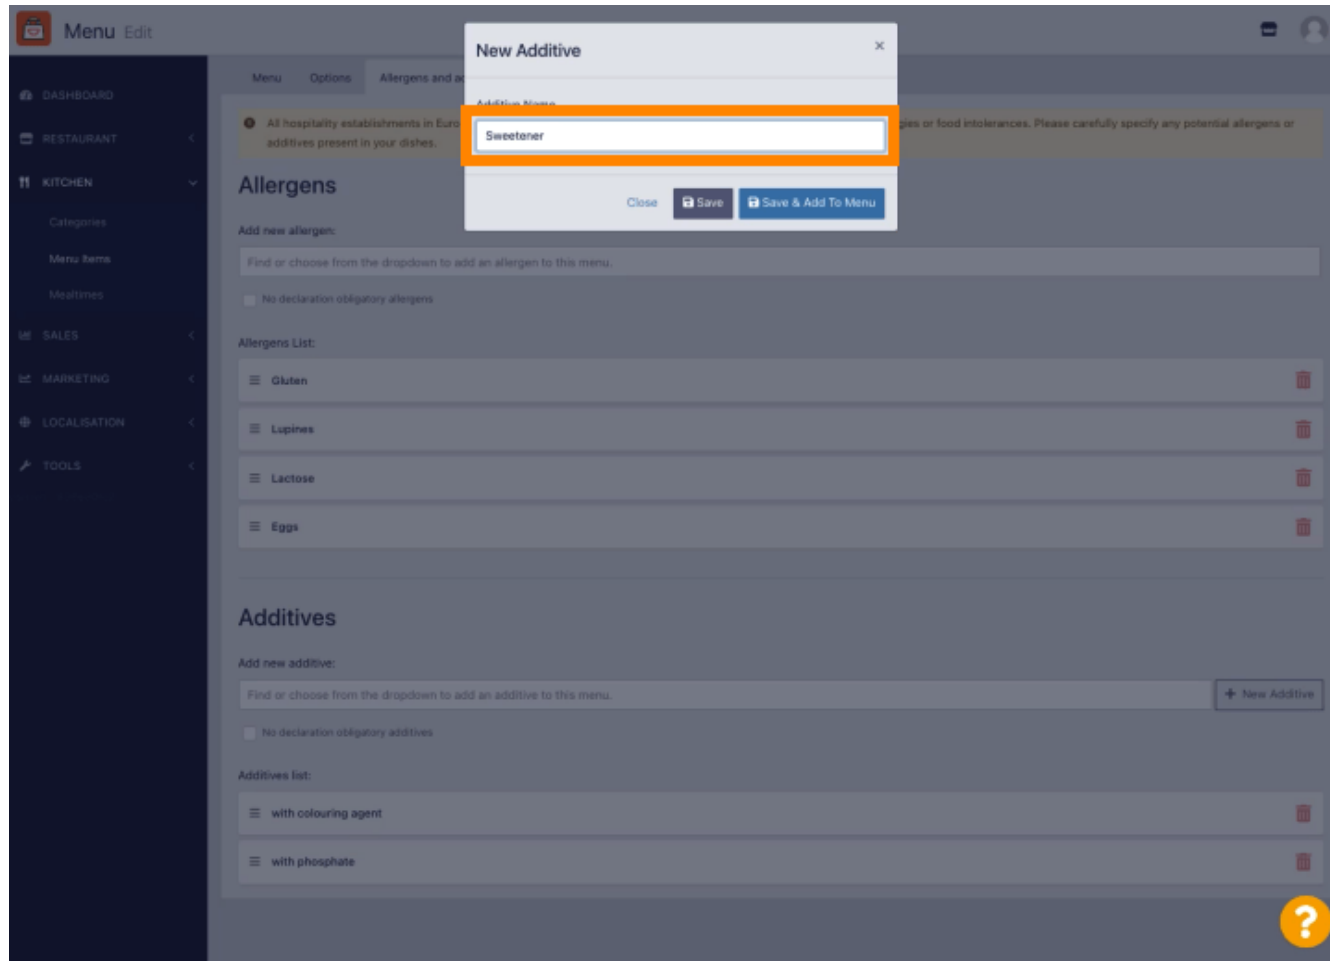 Menu Edit
New Additive ×
DASHBOARD
RESTAURANT
KITCHEN
Categories
Menu Items
Mealtimes
SALES
MARKETING
LOCALISATION
TOOLS
Menu Options Allergens and
Additive Name
Sweetener
All hospitality establishments in Euro
or food intolerances. Please carefully specify any potential allergens or
additives present in your dishes.
Close Save Save & Add To Menu
Allergens
Add new allergen:
Find or choose from the dropdown to add an allergen to this menu.
No declaration obligatory allergens
Allergens List:
Gluten
Lupines
Lactose
Eggs
Additives
Add new additive:
Find or choose from the dropdown to add an additive to this menu.
+ New Additive
No declaration obligatory additives
Additives list:
with colouring agent
with phosphate
?